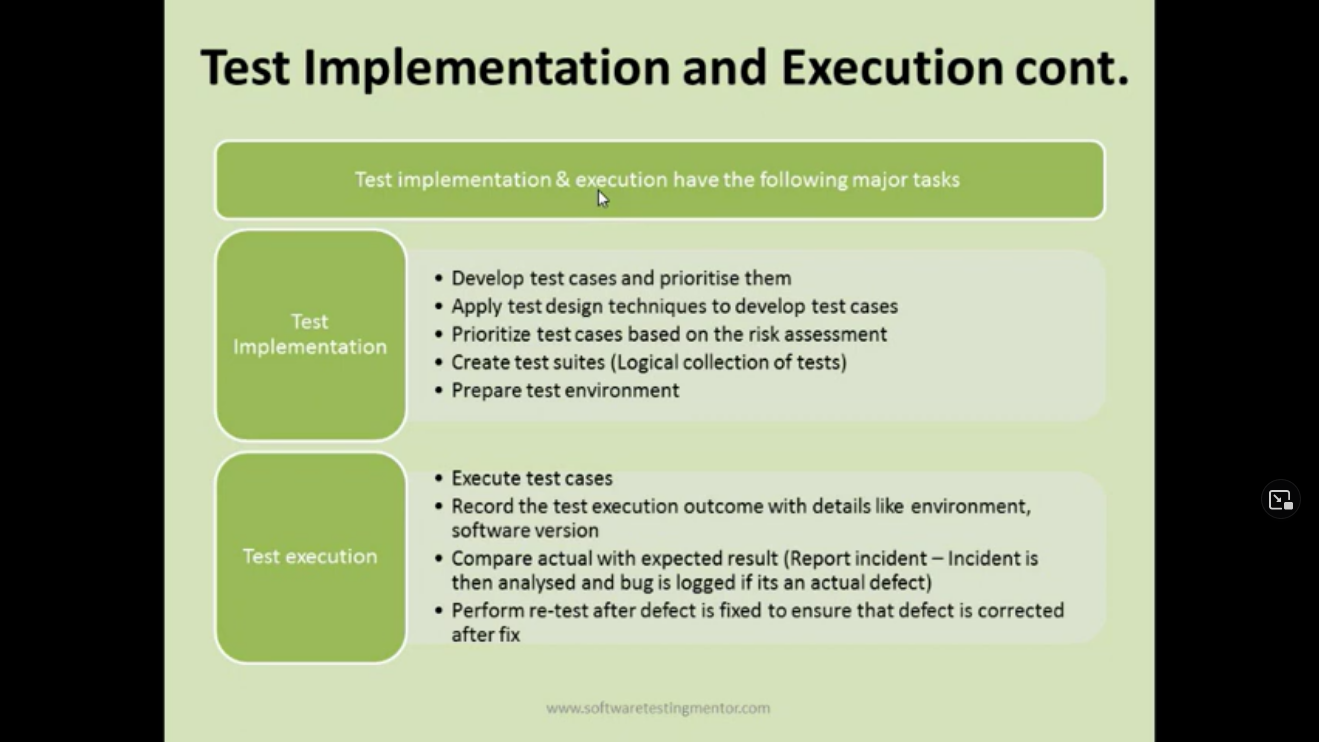 Test Implementation and Execution cont.
Test implementation & execution have the following major tasks
Test
Implementation
• Develop test cases and prioritise them
• Apply test design techniques to develop test cases
• Prioritize test cases based on the risk assessment
• Create test suites (Logical collection of tests)
• Prepare test environment
Test execution
• Execute test cases
• Record the test execution outcome with details like environment,
software version
• Compare actual with expected result (Report incident – Incident is
then analysed and bug is logged if its an actual defect)
• Perform re-test after defect is fixed to ensure that defect is corrected
after fix
www.softwaretestingmentor.com